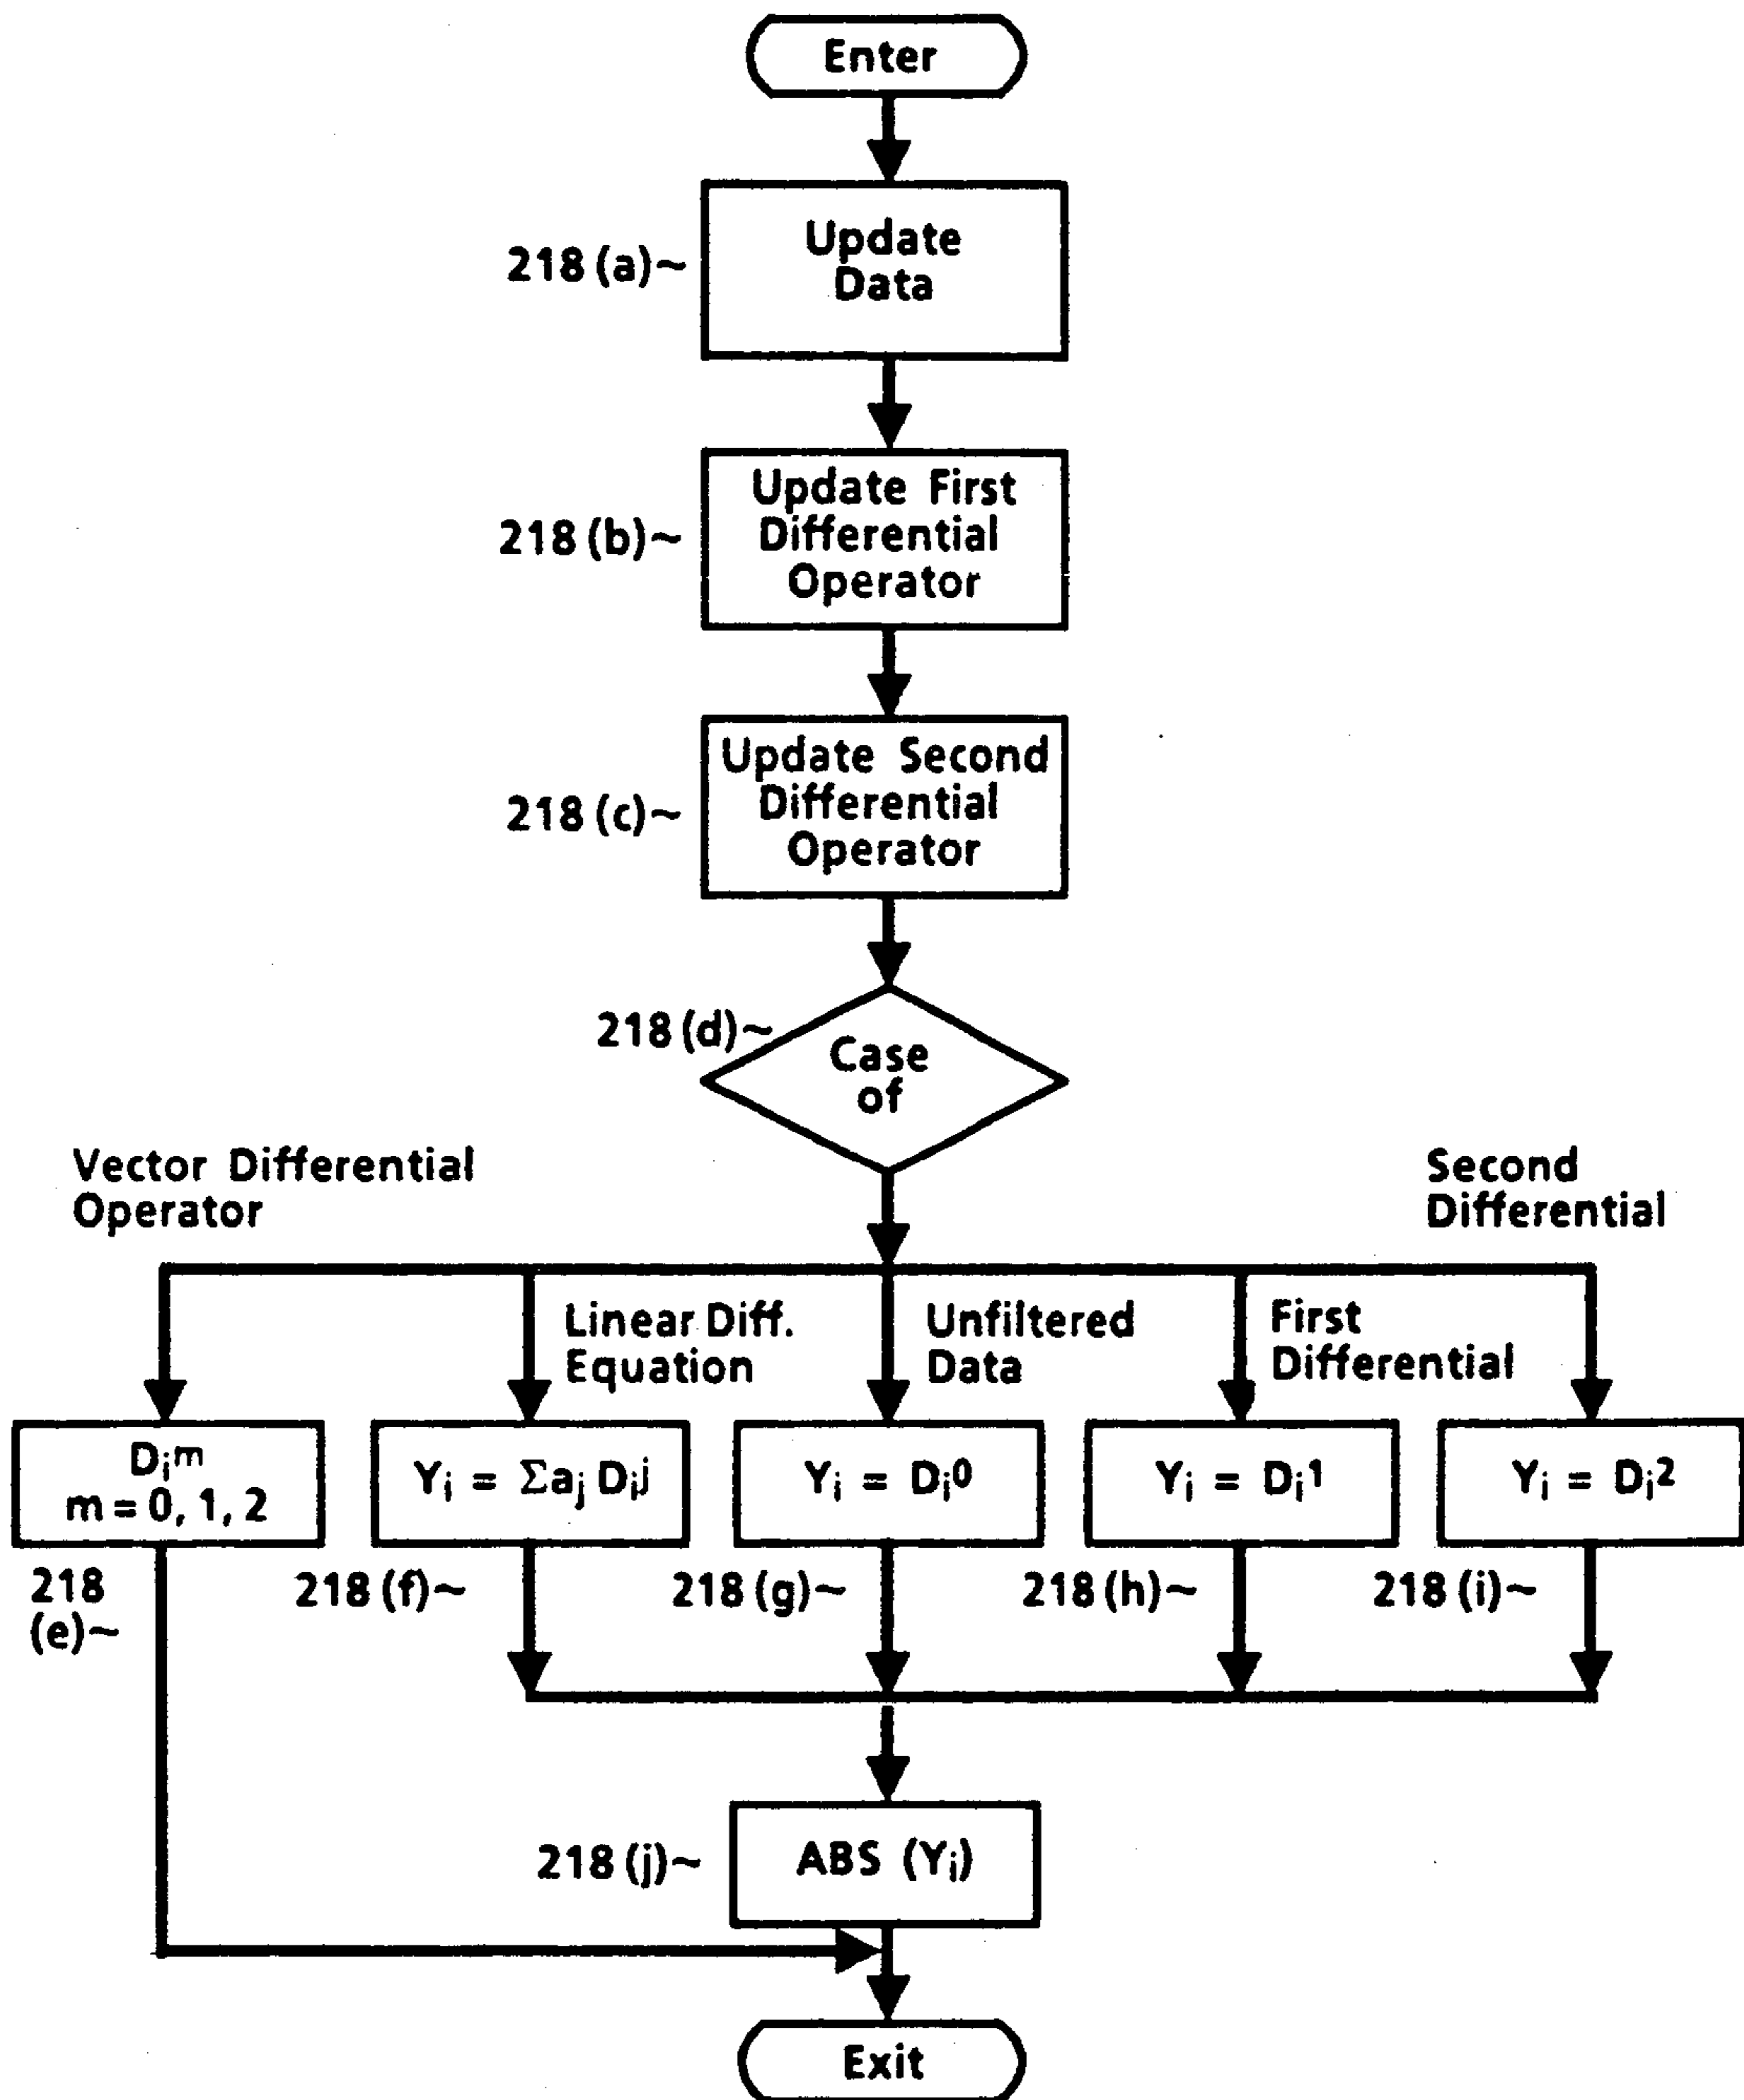 Enter
218 (a)~
Update
Data
218 (b)~
Update First
Differential
Operator
218 (c)~
Update Second
Differential
Operator
218 (d)~
Case
of
Vector Differential
Operator
Second
Differential
Linear Diff.
Equation
Unfiltered
Data
First
Differential
Dᵢᵐ
m = 0, 1, 2
Yᵢ = Σaⱼ Dᵢʲ
Yᵢ = Dᵢ⁰
Yᵢ = Dᵢ¹
Yᵢ = Dᵢ²
218
(e)~
218 (f)~
218 (g)~
218 (h)~
218 (i)~
218 (j)~
ABS (Yᵢ)
Exit